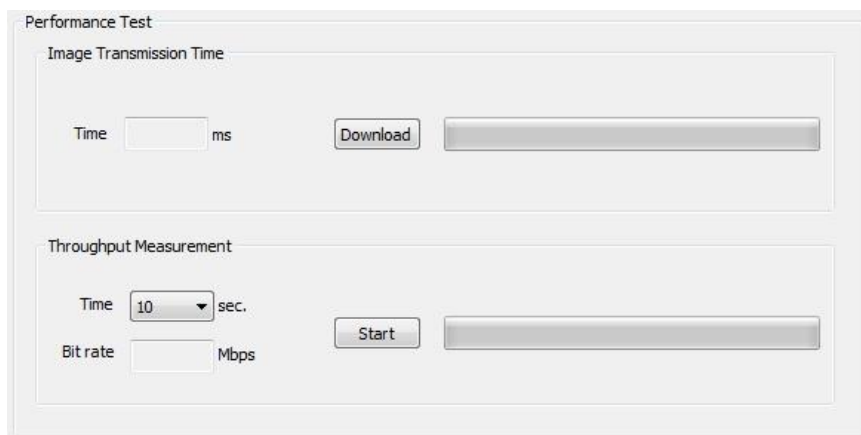 Performance Test
Image Transmission Time
Time ms Download
Throughput Measurement
Time 10 sec.
Start
Bit rate Mbps